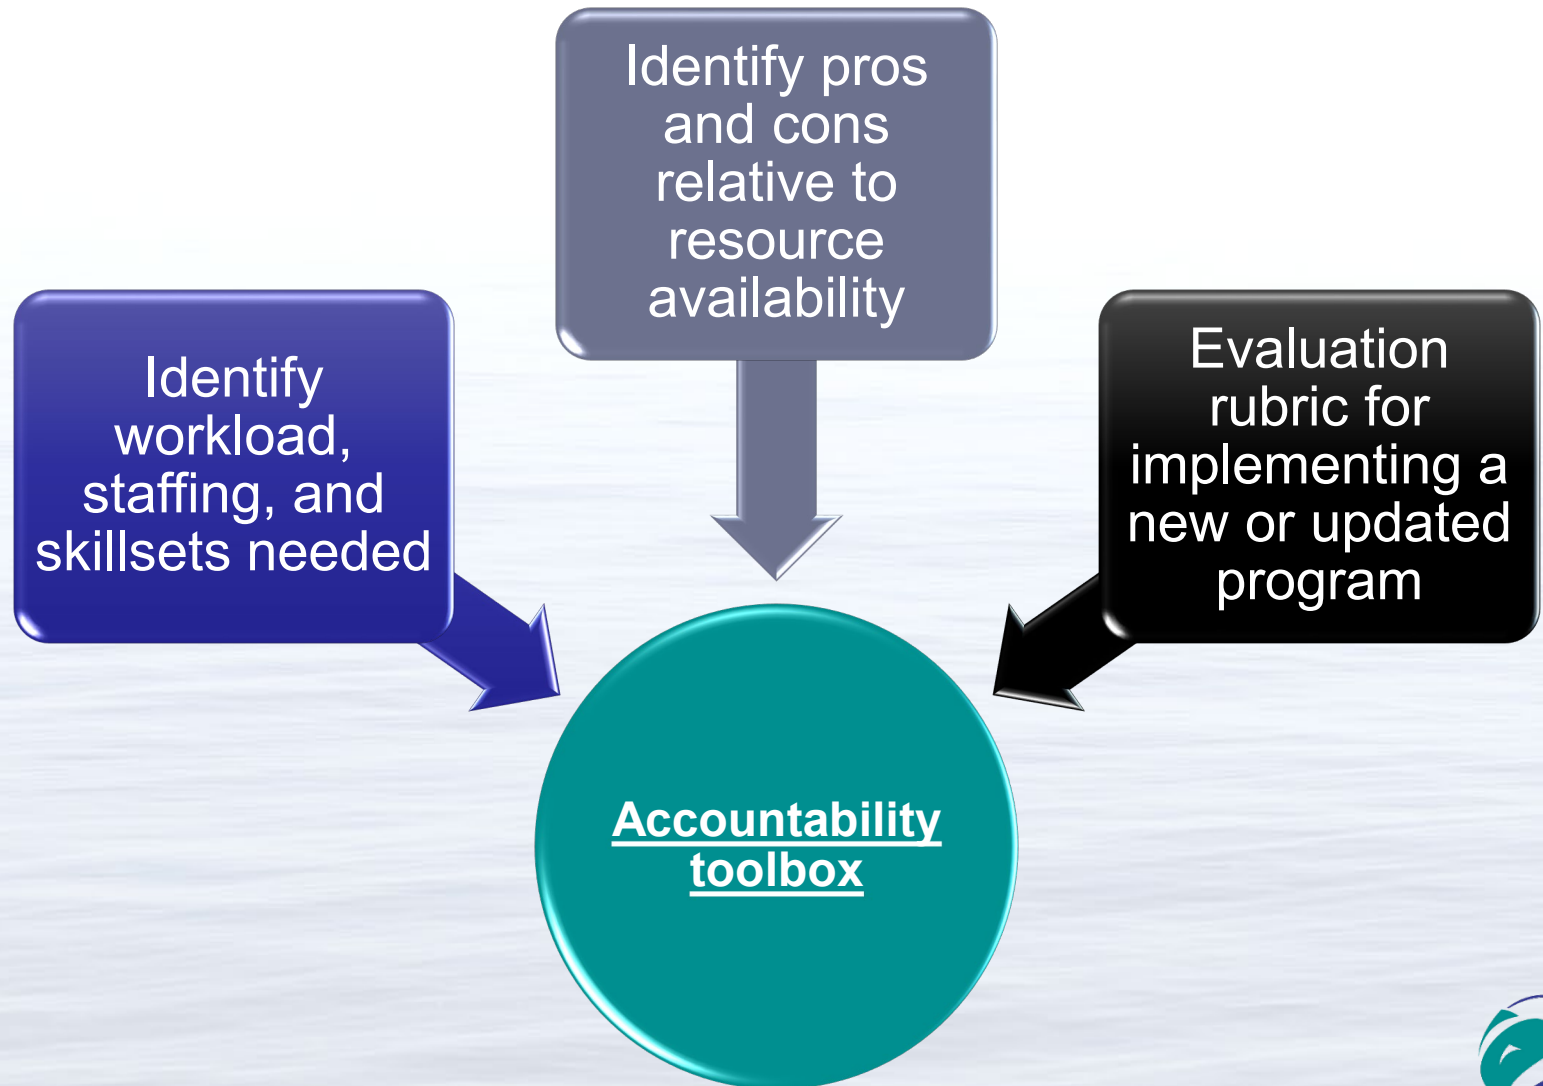 Identify pros
and cons
relative to
resource
availability
Identify
workload,
staffing, and
skillsets needed
Evaluation
rubric for
implementing a
new or updated
program
Accountability
toolbox